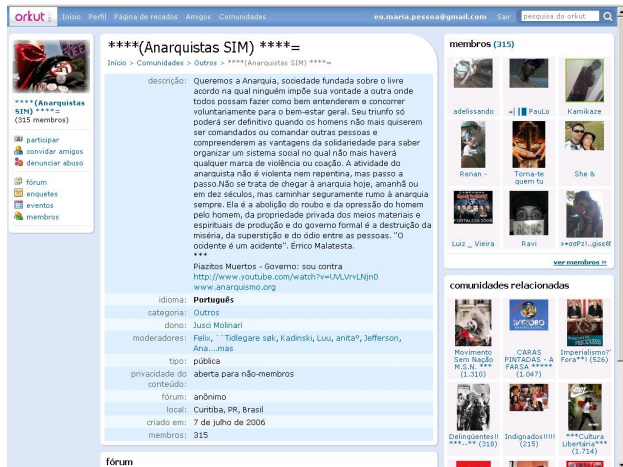 orkut Início Perfil Página de recados Amigos Comunidades eu.maria.pessoa@gmail.com Sair pesquisa do orkut
****(Anarquistas
SIM) ****=
(315 membros)
participar
convidar amigos
denunciar abuso
fórum
enquetes
eventos
membros
****(Anarquistas SIM) ****=
Início > Comunidades > Outros > ****(Anarquistas SIM) ****=
descrição: Queremos a Anarquia, sociedade fundada sobre o livre
acordo na qual ninguém impõe sua vontade a outra onde
todos possam fazer como bem entenderem e concorrer
voluntariamente para o bem-estar geral. Seu triunfo só
poderá ser definitivo quando os homens não mais quiserem
ser comandados ou comandar outras pessoas e
compreenderem as vantagens da solidariedade para saber
organizar um sistema social no qual não mais haverá
qualquer marca de violência ou coação. A atividade do
anarquista não é violenta nem repentina, mas passo a
passo.Não se trata de chegar à anarquia hoje, amanhã ou
em dez séculos, mas caminhar seguramente rumo à anarquia
sempre. Ela é a abolição do roubo e da opressão do homem
pelo homem, da propriedade privada dos meios materiais e
espirituais de produção e do governo formal é a destruição da
miséria, da superstição e do ódio entre as pessoas. "O
ocidente é um acidente". Érrico Malatesta.
***
Piazitos Muertos - Governo: sou contra
http://www.youtube.com/watch?v=UVLVrvLNjn0
www.anarquismo.org
idioma: Português
categoria: Outros
dono: Jusci Molinari
moderadores: Felix, ¨¨Tidlegare søk, Kadinski, Luu, anitaº, Jefferson,
Ana....mas
tipo: pública
privacidade do
conteúdo: aberta para não-membros
fórum: anônimo
local: Curitiba, PR, Brasil
criado em: 7 de julho de 2006
membros: 315
fórum
membros (315)
adelissando PauLo Kamikaze
Renan - Torna-te
quem tu
She &
FORTALEZA 2008
Luiz _ Vieira Ravi
ver membros »
comunidades relacionadas
Movimento
Sem Nação
M.S.N. ***
(1.310)
CARAS
PINTADAS - A
FARSA *****
(1.047)
Imperialismo?
Fora**! (526)
Delinqüentes!!
***--** (318)
Indignados!!!!!
(215)
***Cultura
Libertária***
(1.714)